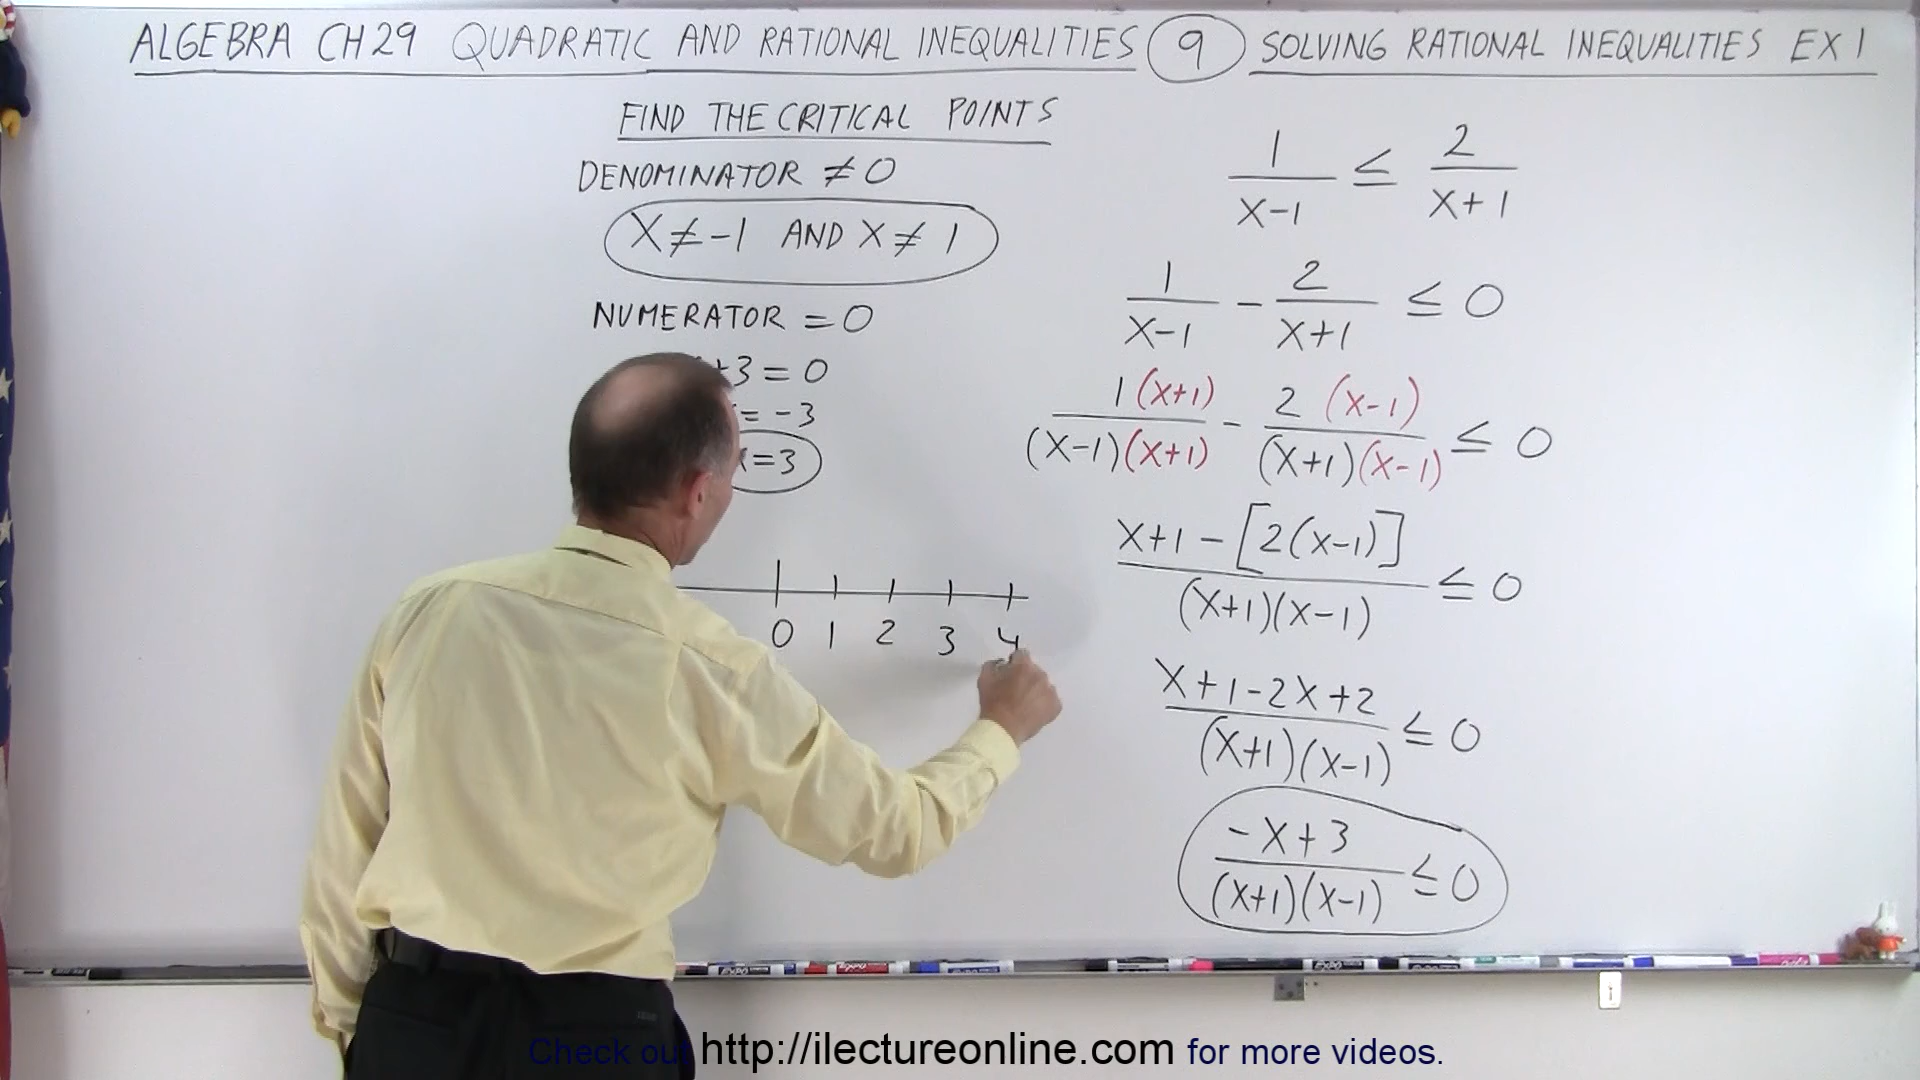 ALGEBRA CH 29 QUADRATIC AND RATIONAL INEQUALITIES 9 SOLVING RATIONAL INEQUALITIES EX 1
FIND THE CRITICAL POINTS
DENOMINATOR ≠ 0
X ≠ -1 AND X ≠ 1
NUMERATOR = 0
+3 = 0
= -3
x=3
0 1 2 3 4
1/(x-1) ≤ 2/(x+1)
1/(x-1) - 2/(x+1) ≤ 0
1(x+1)/(x-1)(x+1) - 2(x-1)/(x+1)(x-1) ≤ 0
x+1-[2(x-1)]/(x+1)(x-1) ≤ 0
x+1-2x+2/(x+1)(x-1) ≤ 0
-x+3/(x+1)(x-1) ≤ 0
Check out http://ilectureonline.com for more videos.